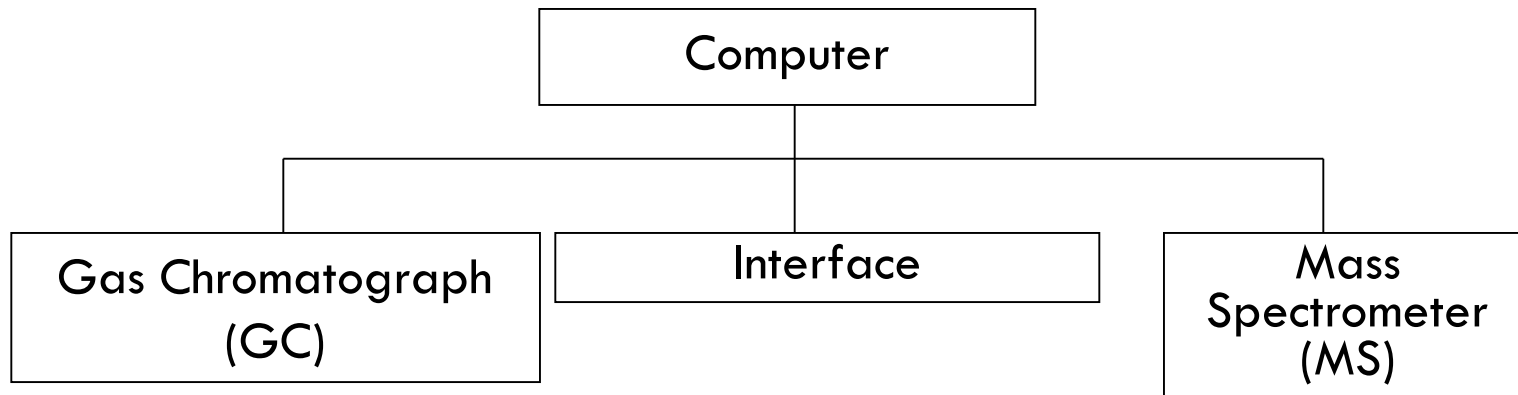 Computer
Gas Chromatograph
(GC)
Interface
Mass
Spectrometer
(MS)